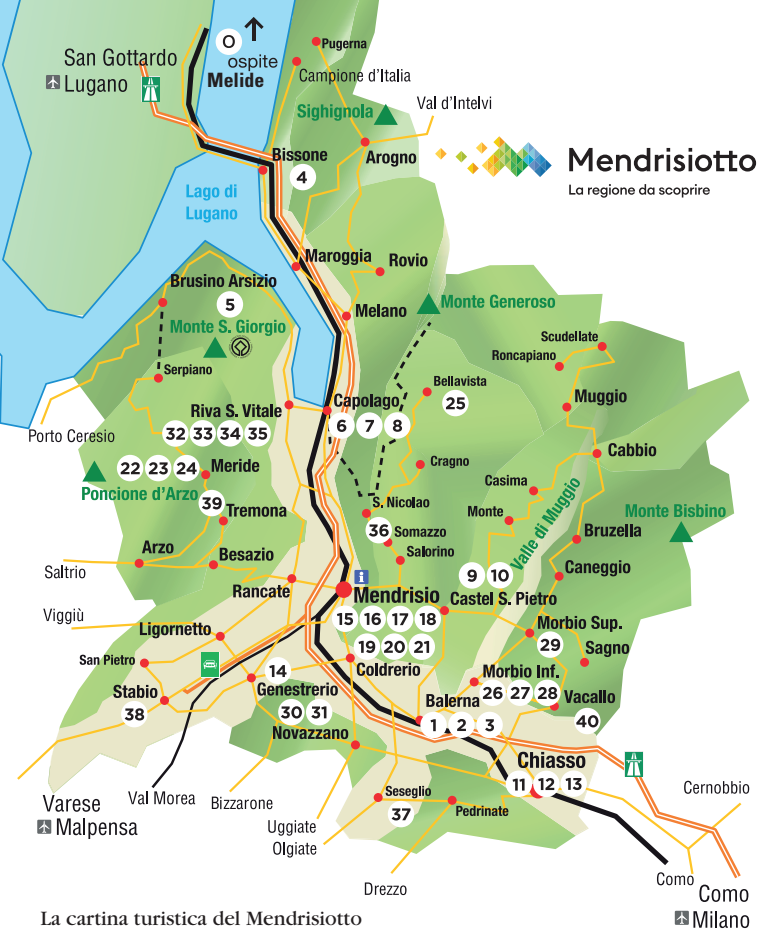 O
ospite
Melide
San Gottardo
Lugano
Pugerna
Campione d'Italia
Sighignola
Val d'Intelvi
Arogno
Bissone
4
Mendrisiotto
La regione da scoprire
Lago di
Lugano
Maroggia
Rovio
Brusino Arsizio
5
Monte S. Giorgio
Melano
Monte Generoso
Serpiano
Scudellate
Roncapiano
Bellavista
25
Muggio
Riva S. Vitale
32 33 34 35
Capolago
6 7 8
Porto Ceresio
22 23 24
Meride
Poncione d'Arzo
39
Tremona
Cragno
Cabbio
Casima
Monte
Valle di Muggio
Monte Bisbino
S. Nicolao
36
Somazzo
Salorino
Bruzella
Arzo
Besazio
Saltrio
Caneggio
9 10
i
Rancate
Mendrisio
Castel S. Pietro
15 16 17 18
19 20 21
Viggiù
Ligornetto
Morbio Sup.
29
Sagno
San Pietro
14
Coldrerio
Morbio Inf.
26 27 28
Stabio
38
Genestrerio
30 31
Balerna
1 2 3
Vacallo
40
Novazzano
Chiasso
11 12 13
Varese
Malpensa
Val Morea
Bizzarone
Seseglio
37
Pedrinate
Cernobbio
Uggiate
Olgiate
Drezzo
Como
Como
Milano
La cartina turistica del Mendrisiotto